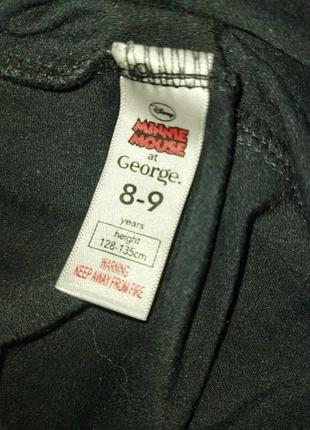 Disney
MINNIE
MOUSE
at
George.
8-9
years
height
128-135cm
WARNING
KEEP AWAY FROM FIRE